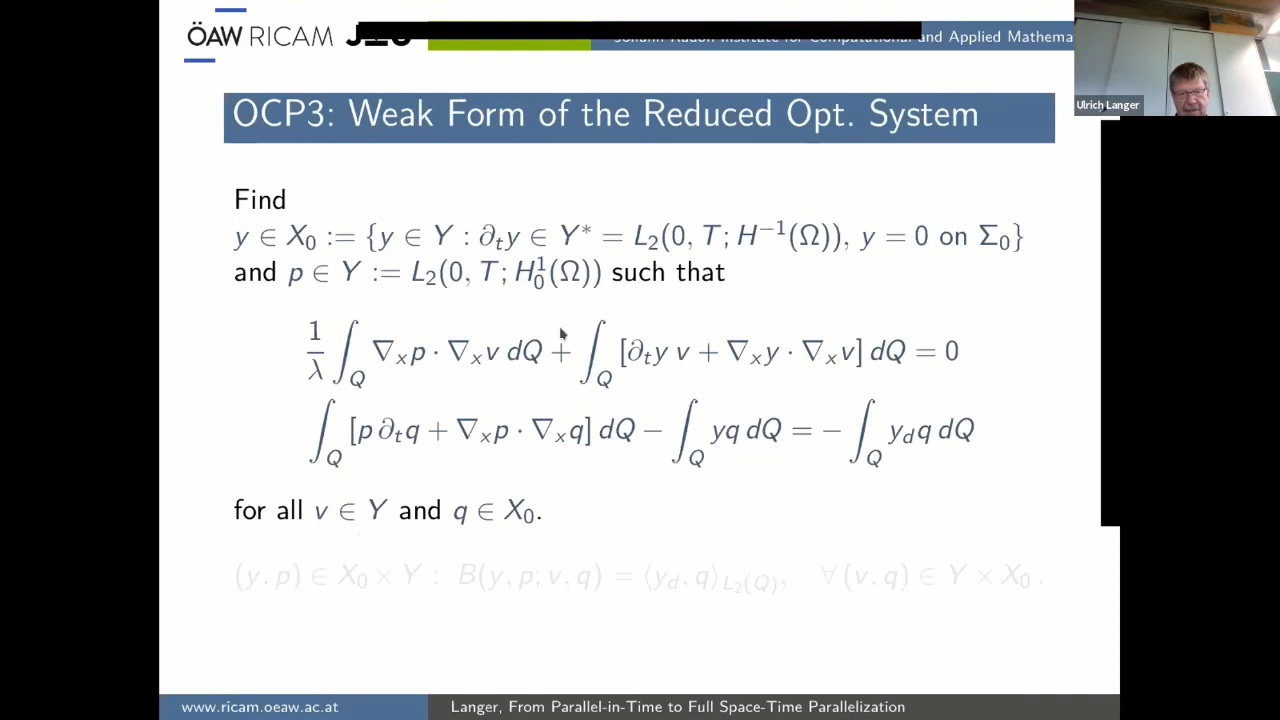 ÖAW RICAM
Johann Radon Institute for Computational and Applied Mathema
Ulrich Langer
OCP3: Weak Form of the Reduced Opt. System
Find
y ∈ X₀ := {y ∈ Y : ∂ₜy ∈ Y* = L₂(0, T; H⁻¹(Ω)), y = 0 on Σ₀}
and p ∈ Y := L₂(0, T; H₀¹(Ω)) such that
1/λ ∫_Q ∇ₓp · ∇ₓv dQ + ∫_Q [∂ₜy v + ∇ₓy · ∇ₓv] dQ = 0
∫_Q [p ∂ₜq + ∇ₓp · ∇ₓq] dQ − ∫_Q yq dQ = − ∫_Q y_d q dQ
for all v ∈ Y and q ∈ X₀.
(y, p) ∈ X₀ × Y : B(y, p; v, q) = ⟨y_d, q⟩_{L₂(Q)}, ∀ (v, q) ∈ Y × X₀ .
www.ricam.oeaw.ac.at
Langer, From Parallel-in-Time to Full Space-Time Parallelization